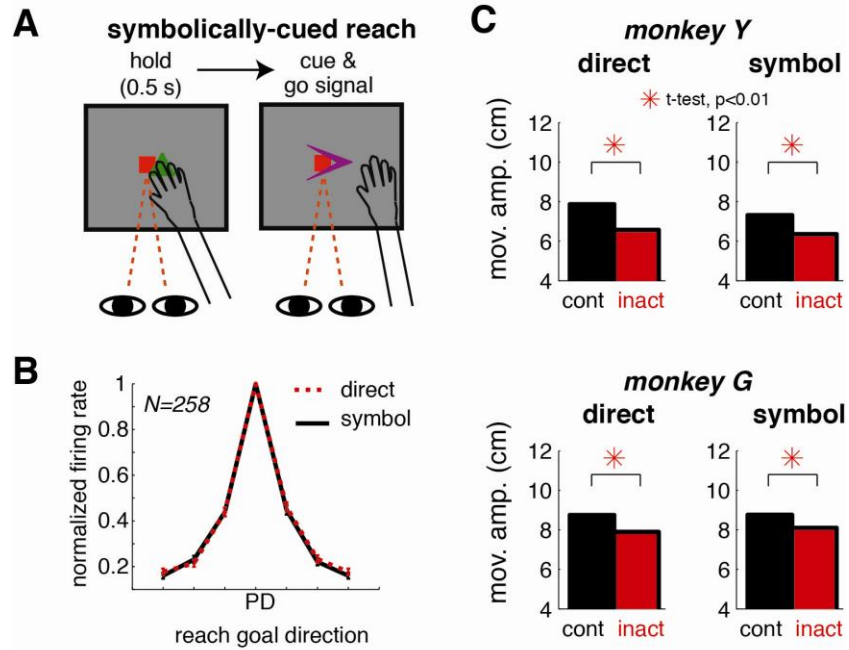 A
symbolically-cued reach
hold
(0.5 s)
cue &
go signal
B
normalized firing rate
1
0.8
0.6
0.4
0.2
N=258
direct
symbol
PD
reach goal direction
C
monkey Y
direct
symbol
t-test, p<0.01
mov. amp. (cm)
12
10
8
6
4
cont
inact
12
10
8
6
4
cont
inact
monkey G
direct
symbol
mov. amp. (cm)
12
10
8
6
4
cont
inact
12
10
8
6
4
cont
inact